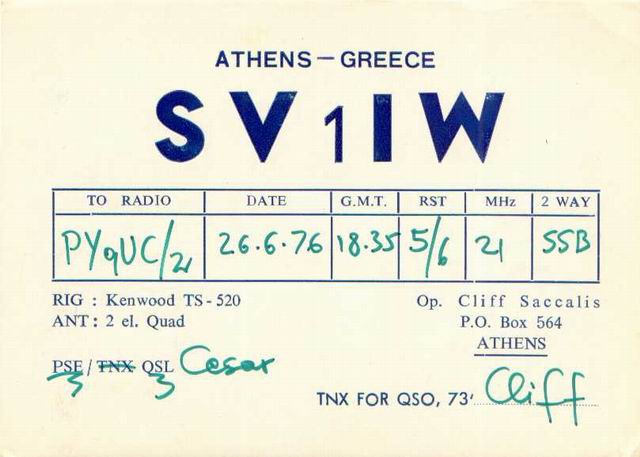 ATHENS – GREECE
SV1IW
TO RADIO DATE G.M.T. RST MHz 2 WAY
PY9UC/2 26.6.76 18.35 5/6 21 SSB
RIG : Kenwood TS - 520 Op. Cliff Saccalis
ANT : 2 el. Quad P.O. Box 564
ATHENS
PSE / TNX QSL Cesar
TNX FOR QSO, 73' Cliff